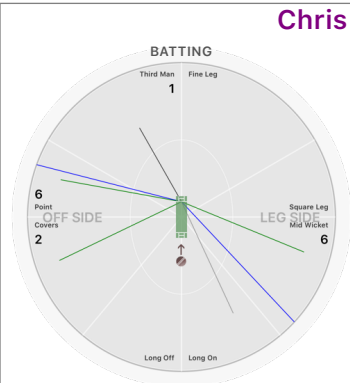 Chris
BATTING
Third Man Fine Leg
1
6
Point
OFF SIDE
Covers
2
Square Leg
LEG SIDE
Mid Wicket
6
Long Off Long On